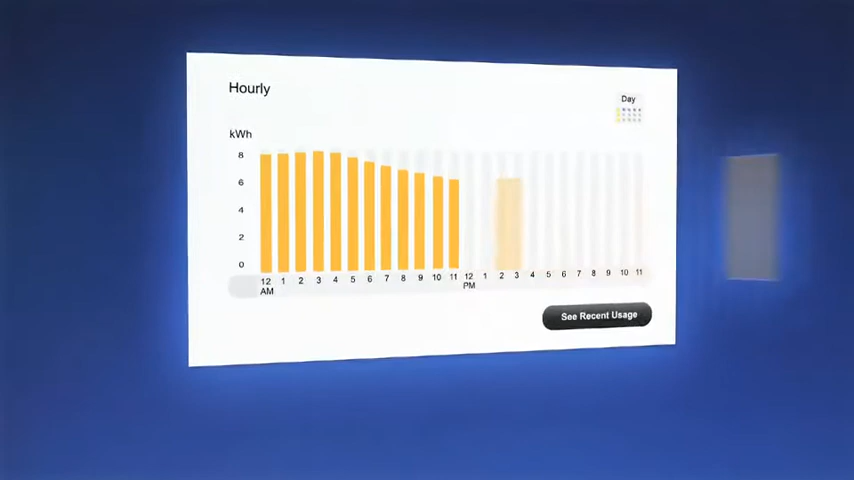 Hourly
Day
kWh
8
6
4
2
0
12 1 2 3 4 5 6 7 8 9 10 11 12 1 2 3 4 5 6 7 8 9 10 11
AM PM
See Recent Usage